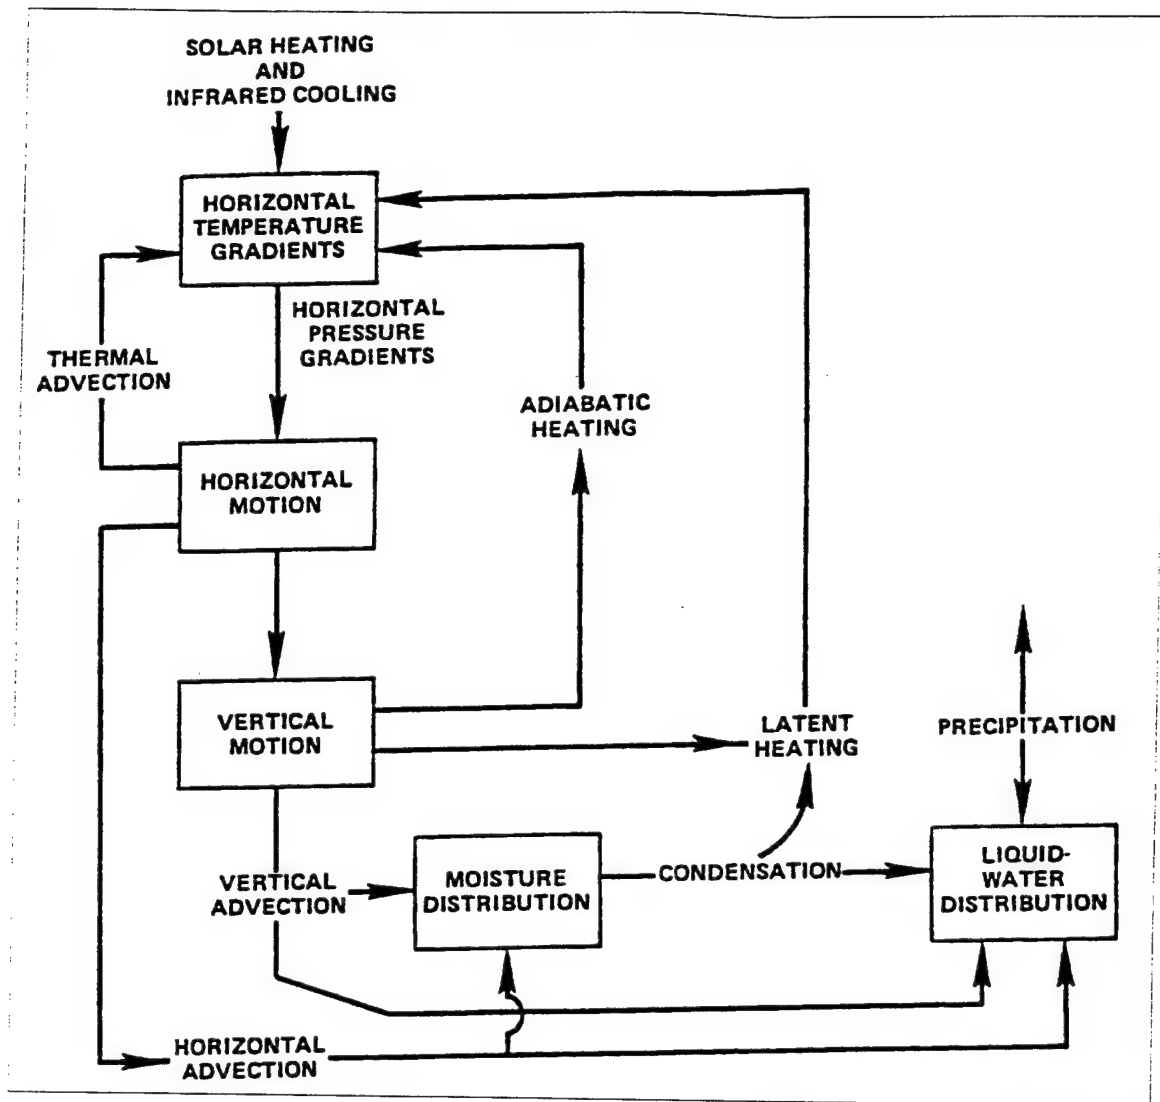 SOLAR HEATING
AND
INFRARED COOLING
HORIZONTAL
TEMPERATURE
GRADIENTS
HORIZONTAL
PRESSURE
GRADIENTS
THERMAL
ADVECTION
ADIABATIC
HEATING
HORIZONTAL
MOTION
VERTICAL
MOTION
LATENT
HEATING
PRECIPITATION
VERTICAL
ADVECTION
MOISTURE
DISTRIBUTION
CONDENSATION
LIQUID-
WATER
DISTRIBUTION
HORIZONTAL
ADVECTION